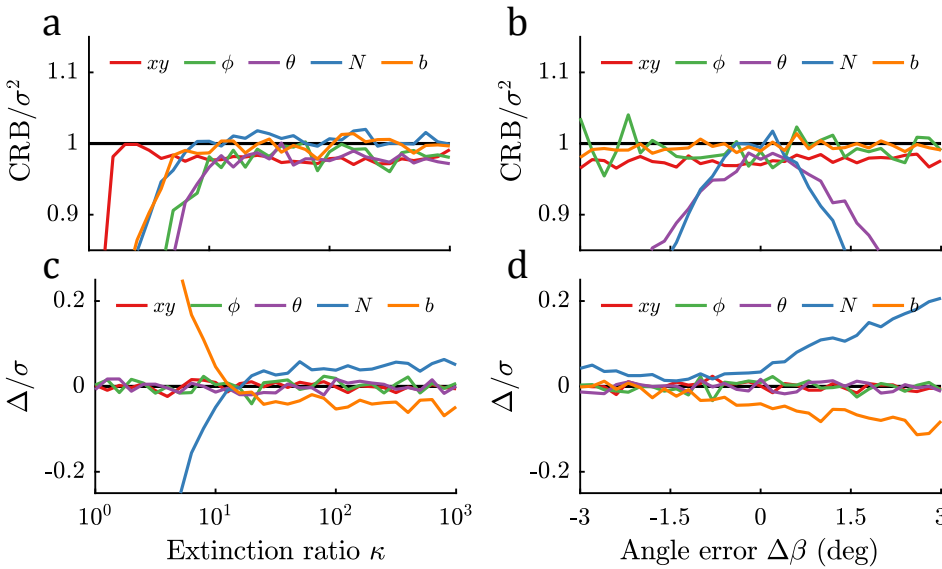 a
CRB/σ²
1.1
1
0.9
xy ϕ θ N b
b
CRB/σ²
1.1
1
0.9
xy ϕ θ N b
c
Δ/σ
0.2
0
-0.2
xy ϕ θ N b
10⁰ 10¹ 10² 10³
Extinction ratio κ
d
Δ/σ
0.2
0
-0.2
xy ϕ θ N b
-3 -1.5 0 1.5 3
Angle error Δβ (deg)